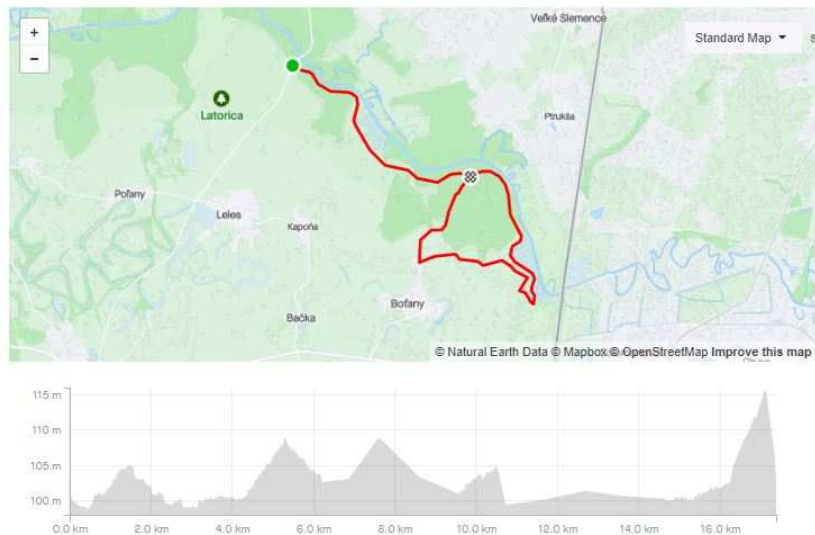 Veľké Slemence
+
Standard Map
s
−
Latorica
Ptrukša
Poľany
Leles
Kapoňa
Boťany
Bačka
© Natural Earth Data © Mapbox © OpenStreetMap Improve this map
115 m
110 m
105 m
100 m
0.0 km 2.0 km 4.0 km 6.0 km 8.0 km 10.0 km 12.0 km 14.0 km 16.0 km